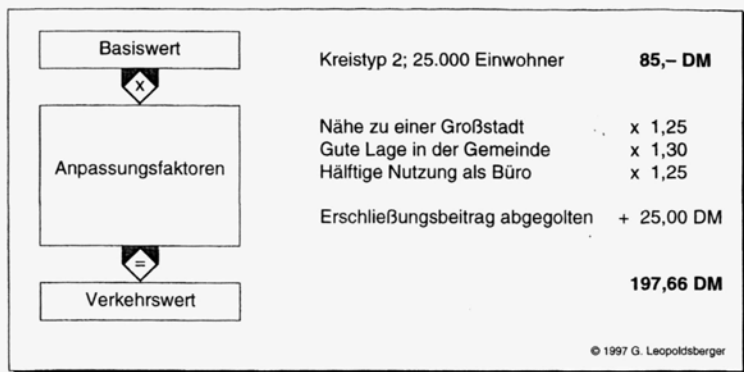 Basiswert
Kreistyp 2; 25.000 Einwohner 85,– DM
x
Anpassungsfaktoren
Nähe zu einer Großstadt x 1,25
Gute Lage in der Gemeinde x 1,30
Hälftige Nutzung als Büro x 1,25
Erschließungsbeitrag abgegolten + 25,00 DM
=
Verkehrswert
197,66 DM
© 1997 G. Leopoldsberger